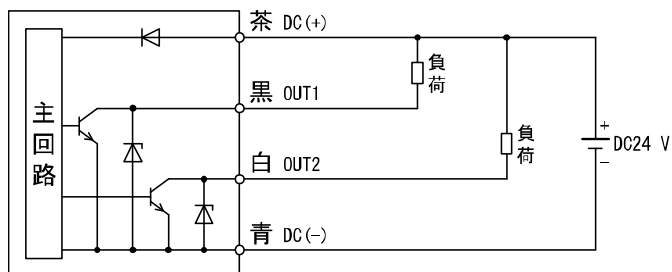 茶 DC(+)
負荷
黒 OUT1
主回路
負荷
白 OUT2
+
DC24 V
−
青 DC(−)